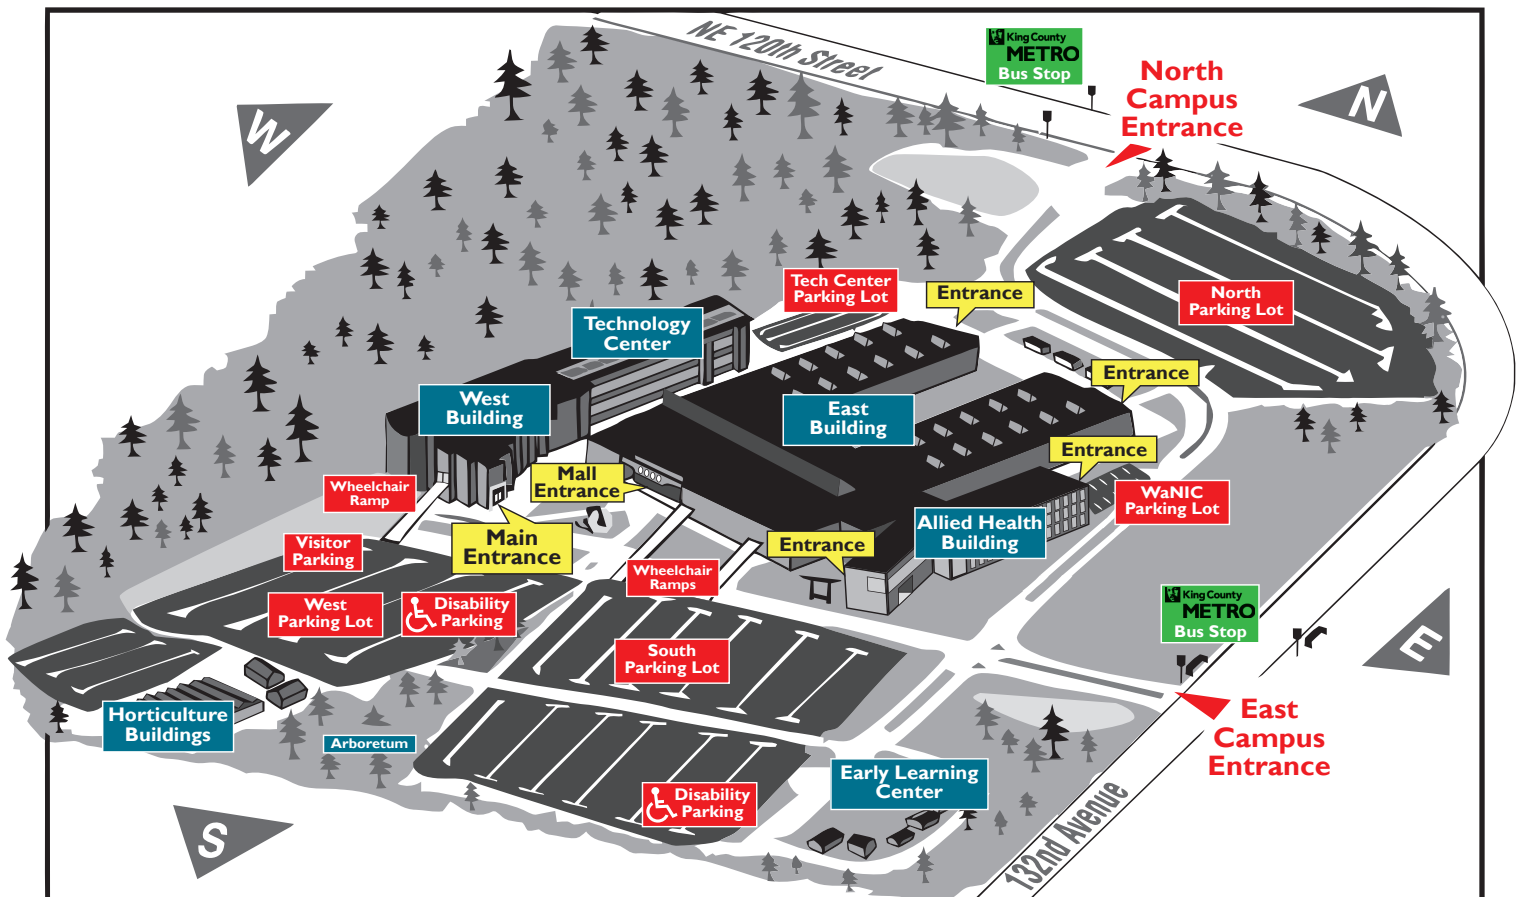 NE 120th Street
King County
METRO
Bus Stop
North
Campus
Entrance
N
W
Tech Center
Parking Lot
Entrance
North
Parking Lot
Technology
Center
Entrance
West
Building
East
Building
Entrance
Mall
Entrance
Wheelchair
Ramp
WaNIC
Parking Lot
Main
Entrance
Allied Health
Building
Entrance
Visitor
Parking
Wheelchair
Ramps
West
Parking Lot
Disability
Parking
King County
METRO
Bus Stop
E
South
Parking Lot
Horticulture
Buildings
Arboretum
East
Campus
Entrance
Early Learning
Center
Disability
Parking
S
132nd Avenue